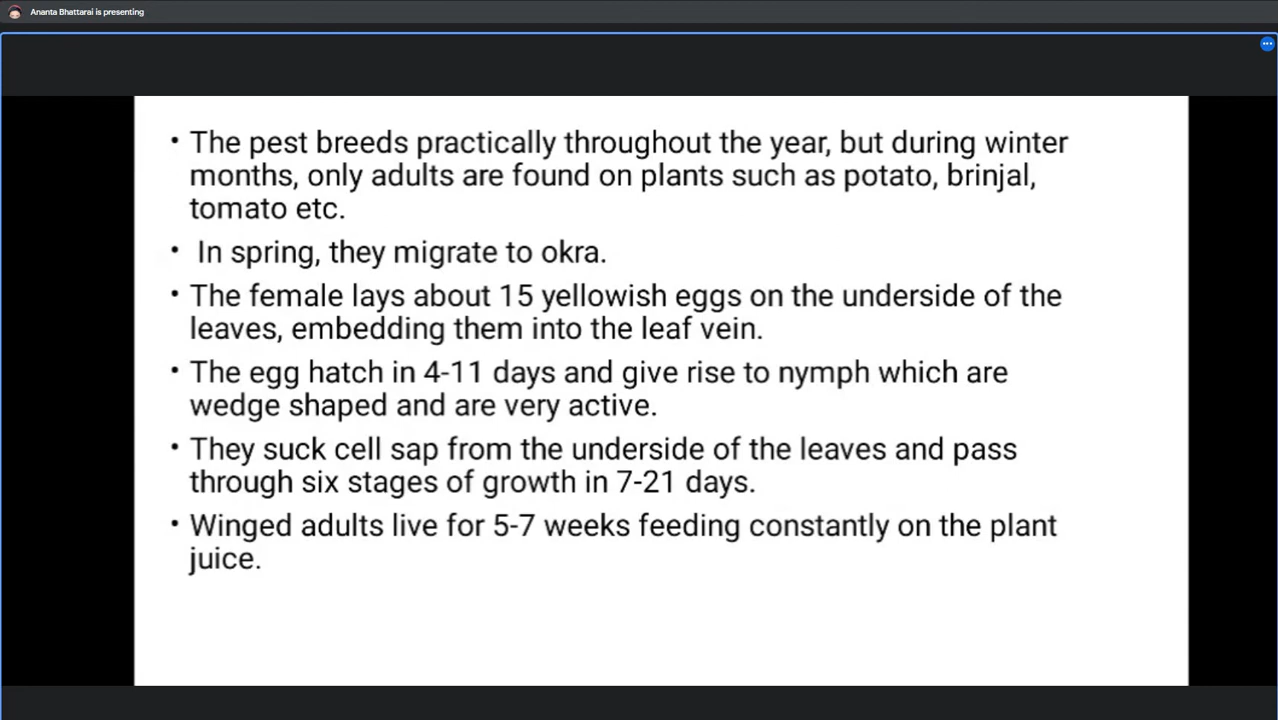 Ananta Bhattarai is presenting
• The pest breeds practically throughout the year, but during winter
months, only adults are found on plants such as potato, brinjal,
tomato etc.
• In spring, they migrate to okra.
• The female lays about 15 yellowish eggs on the underside of the
leaves, embedding them into the leaf vein.
• The egg hatch in 4-11 days and give rise to nymph which are
wedge shaped and are very active.
• They suck cell sap from the underside of the leaves and pass
through six stages of growth in 7-21 days.
• Winged adults live for 5-7 weeks feeding constantly on the plant
juice.